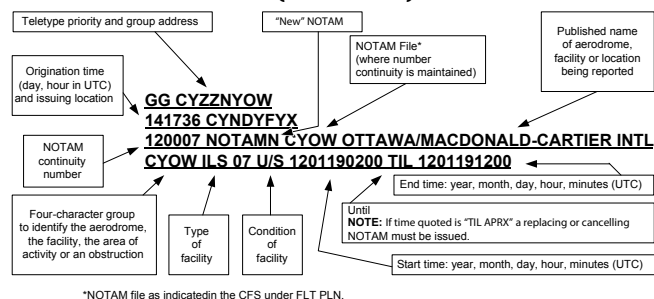 Teletype priority and group address
"New" NOTAM
Published name
of aerodrome,
facility or location
being reported
NOTAM File*
(where number
continuity is maintained)
Origination time
(day, hour in UTC)
and issuing location
GG CYZZNYOW
141736 CYNDYFYX
120007 NOTAMN CYOW OTTAWA/MACDONALD-CARTIER INTL
CYOW ILS 07 U/S 1201190200 TIL 1201191200
NOTAM
continuity
number
End time: year, month, day, hour, minutes (UTC)
Four-character group
to identify the aerodrome,
the facility, the area of
activity or an obstruction
Type
of
facility
Condition
of
facility
Until
NOTE: If time quoted is "TIL APRX" a replacing or cancelling
NOTAM must be issued.
Start time: year, month, day, hour, minutes (UTC)
*NOTAM file as indicatedin the CFS under FLT PLN.